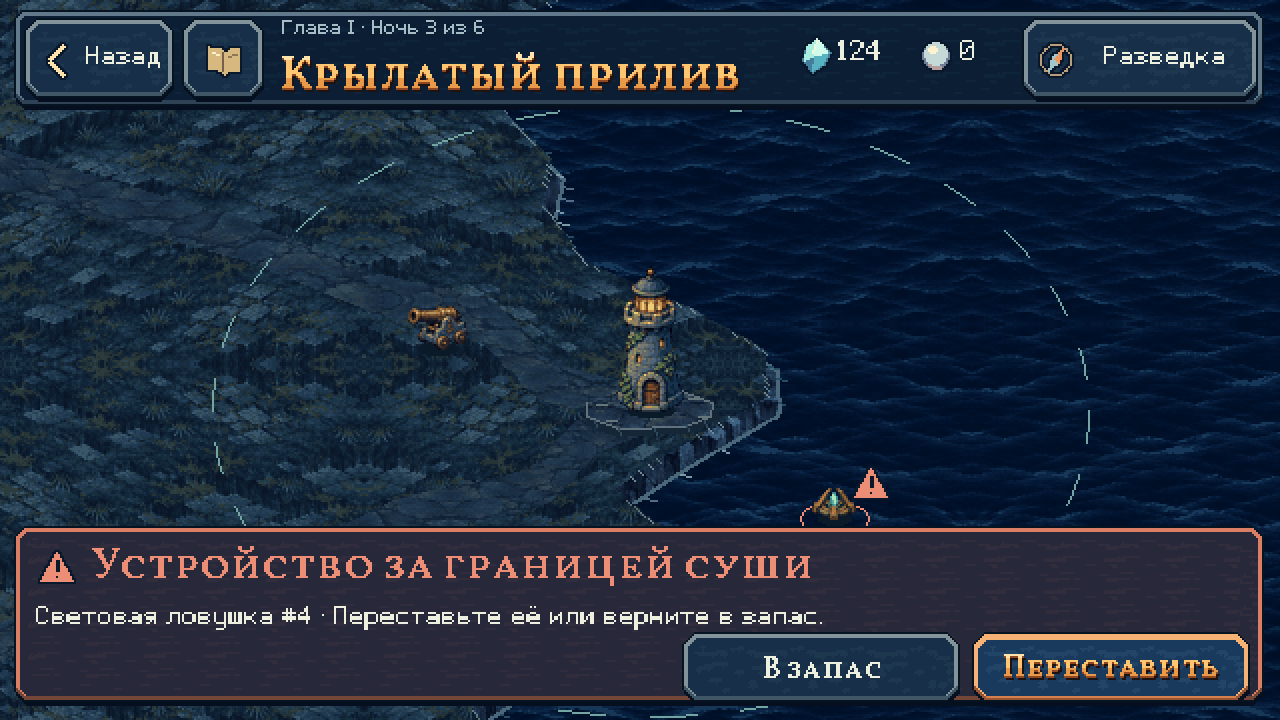 Назад
Глава I · Ночь 3 из 6
Крылатый прилив
124
0
Разведка
Устройство за границей суши
Световая ловушка #4 · Переставьте её или верните в запас.
В запас
Переставить